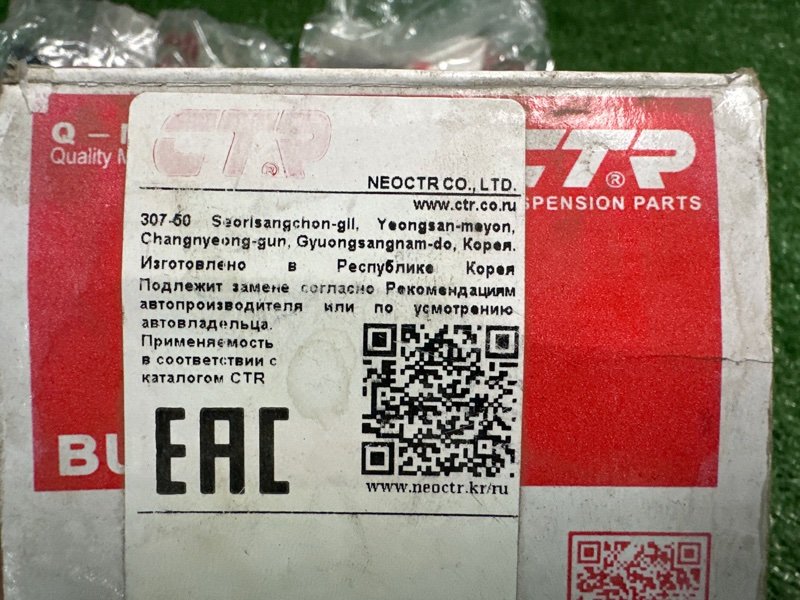 Q –
Quality
CTR®
NEOCTR CO., LTD.
www.ctr.co.ru
CTR®
SPENSION PARTS
307-50 Seorisangchon-gil, Yeongsan-meyon,
Changnyeong-gun, Gyuongsangnam-do, Корея.
Изготовлено в Республике Корея
Подлежит замене согласно Рекомендациям
автопроизводителя или по усмотрению
автовладельца.
Применяемость
в соответствии с
каталогом CTR
EAC
www.neoctr.kr/ru
BU